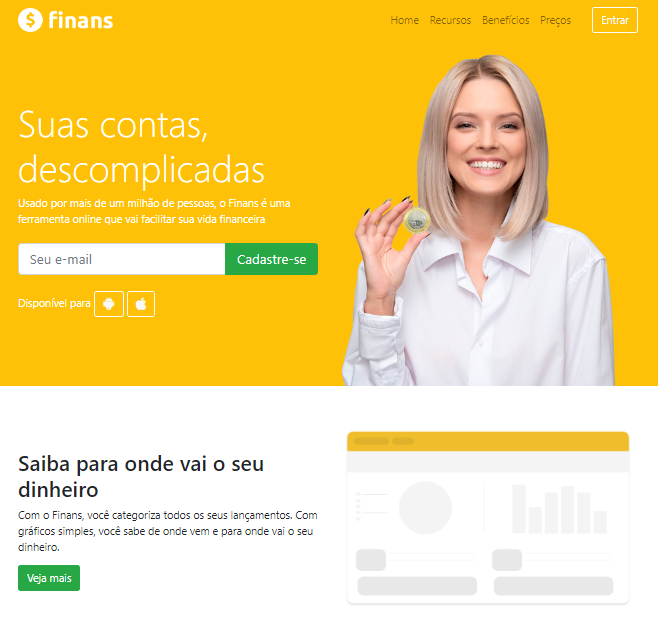 finans
Home Recursos Benefícios Preços Entrar
Suas contas,
descomplicadas
Usado por mais de um milhão de pessoas, o Finans é uma
ferramenta online que vai facilitar sua vida financeira
Seu e-mail Cadastre-se
Disponível para
Saiba para onde vai o seu
dinheiro
Com o Finans, você categoriza todos os seus lançamentos. Com
gráficos simples, você sabe de onde vem e para onde vai o seu
dinheiro.
Veja mais